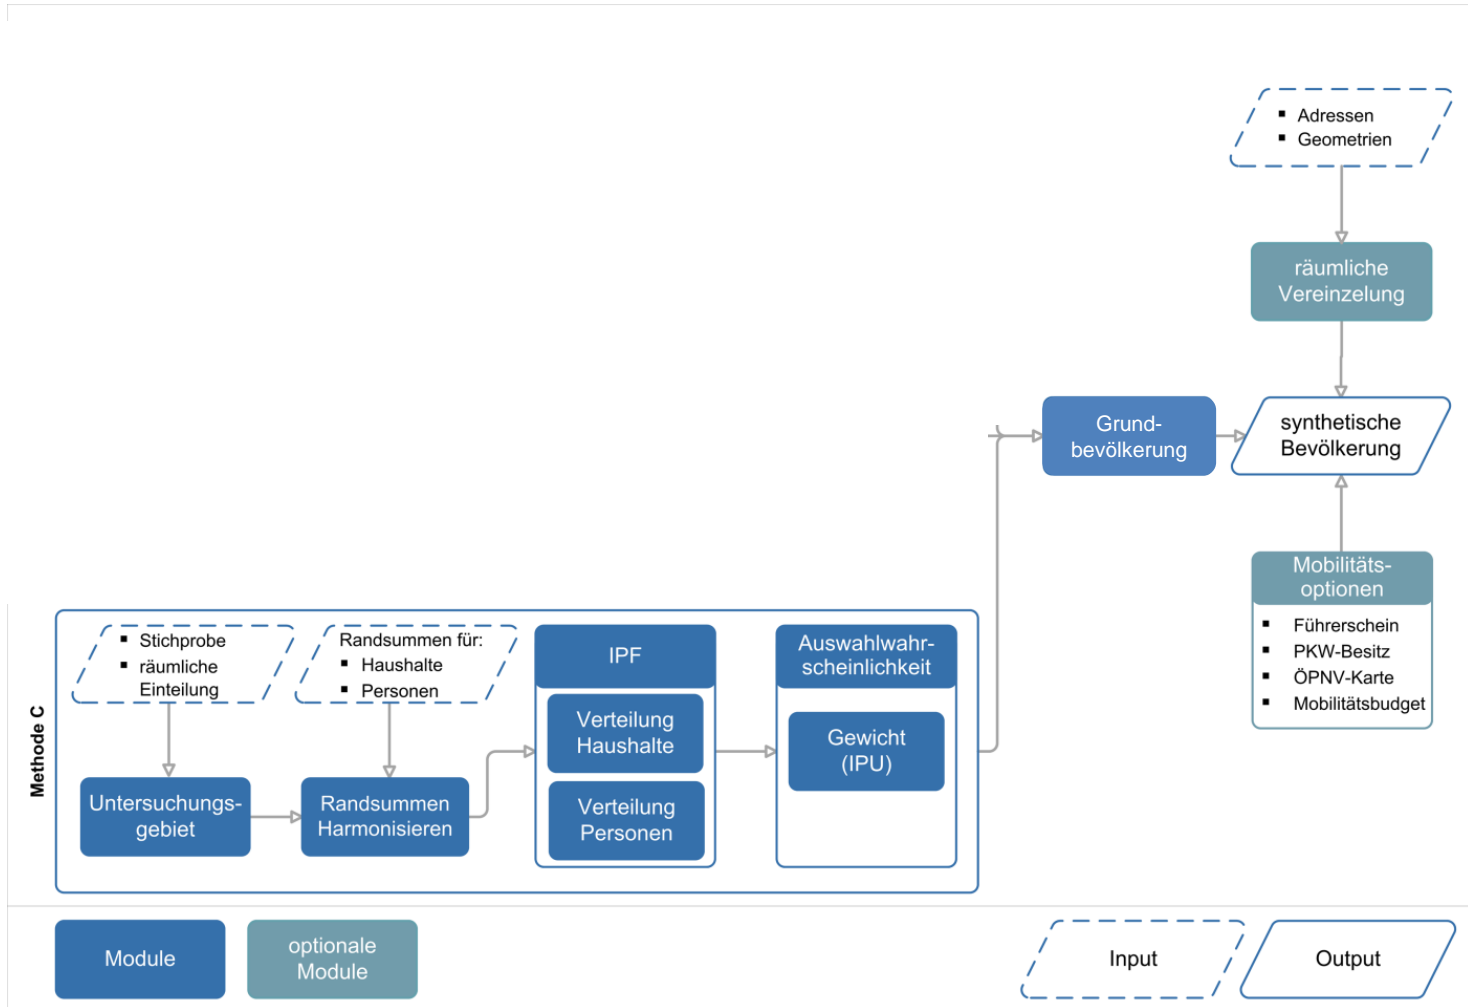 Adressen
Geometrien
räumliche
Vereinzelung
Grund-
bevölkerung
synthetische
Bevölkerung
Mobilitäts-
optionen
Führerschein
PKW-Besitz
ÖPNV-Karte
Mobilitätsbudget
Methode C
Stichprobe
räumliche
Einteilung
Randsummen für:
Haushalte
Personen
Untersuchungs-
gebiet
Randsummen
Harmonisieren
IPF
Verteilung
Haushalte
Verteilung
Personen
Auswahlwahr-
scheinlichkeit
Gewicht
(IPU)
Module
optionale
Module
Input
Output